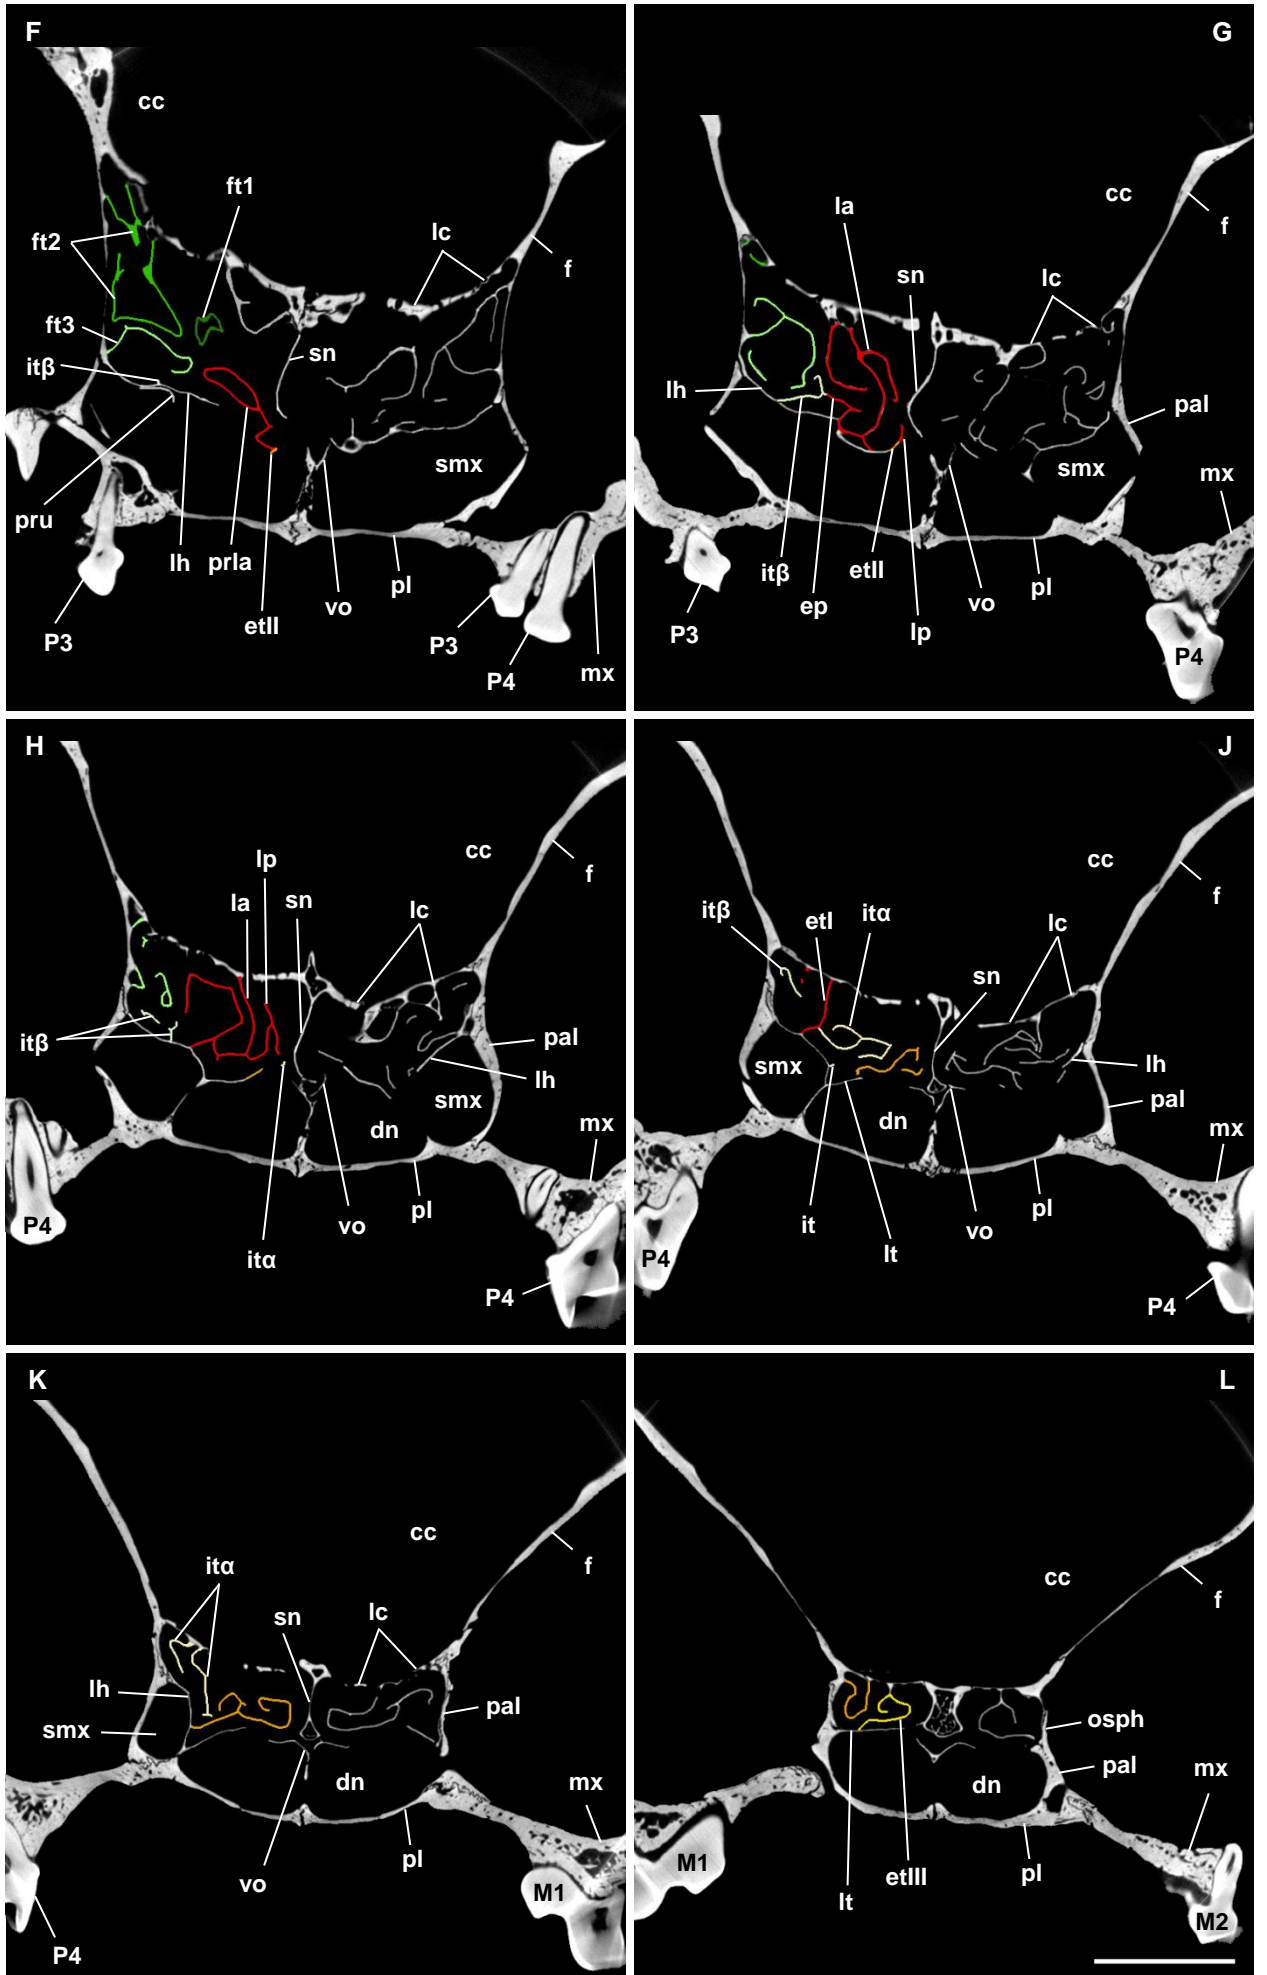 F
cc
ft1
ft2
lc
f
ft3
sn
itβ
smx
pru
lh
prla
pl
vo
etII
P3
P3
P4
mx
G
cc
la
f
sn
lc
lh
pal
smx
mx
itβ
etII
ep
vo
pl
lp
P3
P4
H
cc
lp
f
la
sn
lc
itβ
pal
lh
smx
dn
mx
vo
pl
P4
itα
P4
J
cc
f
itβ
etI
itα
lc
sn
smx
lh
pal
dn
mx
it
vo
pl
lt
P4
P4
K
cc
itα
f
sn
lc
lh
pal
smx
dn
mx
pl
vo
M1
P4
L
cc
f
osph
pal
dn
mx
M1
etIII
pl
lt
M2